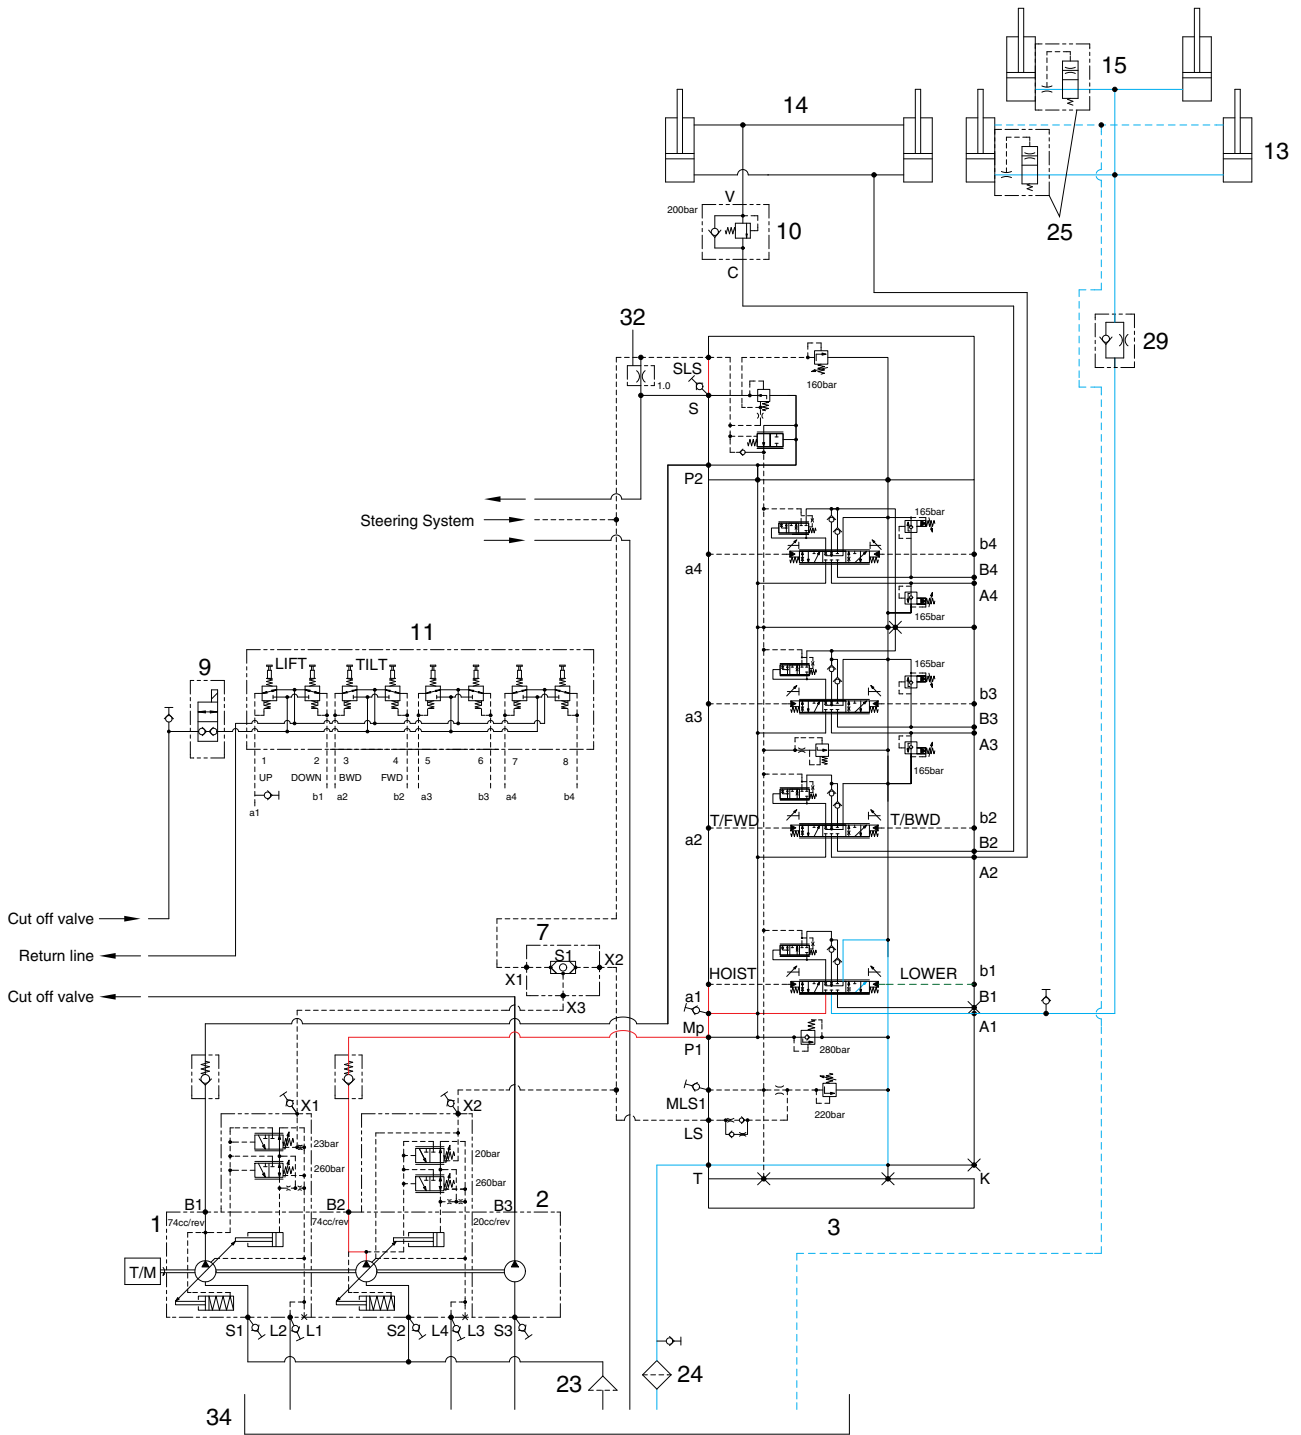 15
14
13
25
V
200bar
10
C
32
29
SLS
1.0
160bar
S
P2
Steering System
165bar
b4
a4
B4
A4
165bar
11
LIFT
TILT
9
165bar
b3
a3
B3
A3
165bar
1
2
3
4
5
6
7
8
UP
DOWN
BWD
FWD
a1
b1
a2
b2
a3
b3
a4
b4
T/FWD
T/BWD
b2
a2
B2
A2
Cut off valve
Return line
Cut off valve
7
S1
X2
X1
X3
HOIST
LOWER
b1
a1
B1
Mp
A1
P1
280bar
X1
X2
MLS1
220bar
LS
23bar
260bar
20bar
260bar
T
K
3
B1
B2
B3
2
1
74cc/rev
74cc/rev
20cc/rev
T/M
S1
L2
L1
S2
L4
L3
S3
23
24
34